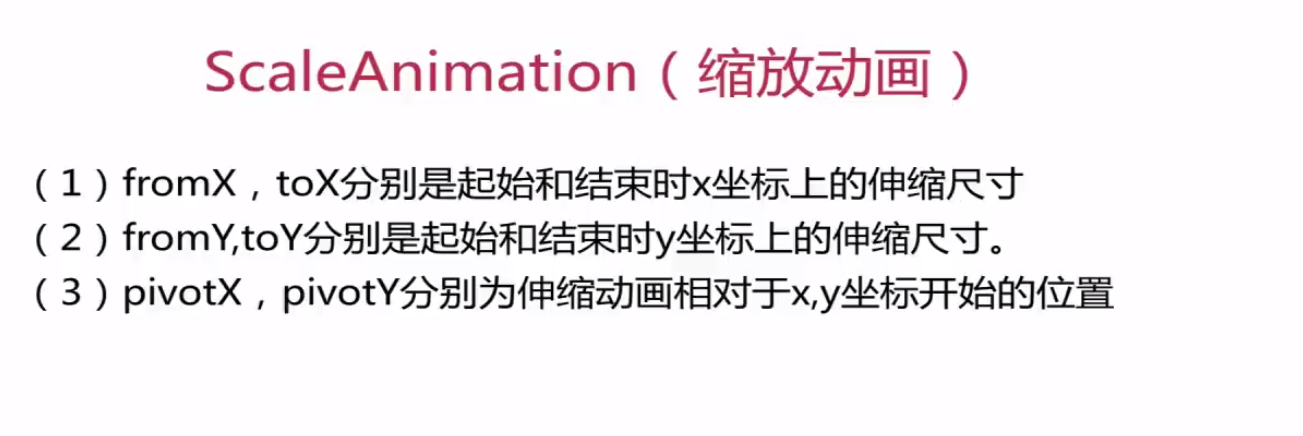 ScaleAnimation（缩放动画）
（1）fromX，toX分别是起始和结束时x坐标上的伸缩尺寸
（2）fromY,toY分别是起始和结束时y坐标上的伸缩尺寸。
（3）pivotX，pivotY分别为伸缩动画相对于x,y坐标开始的位置